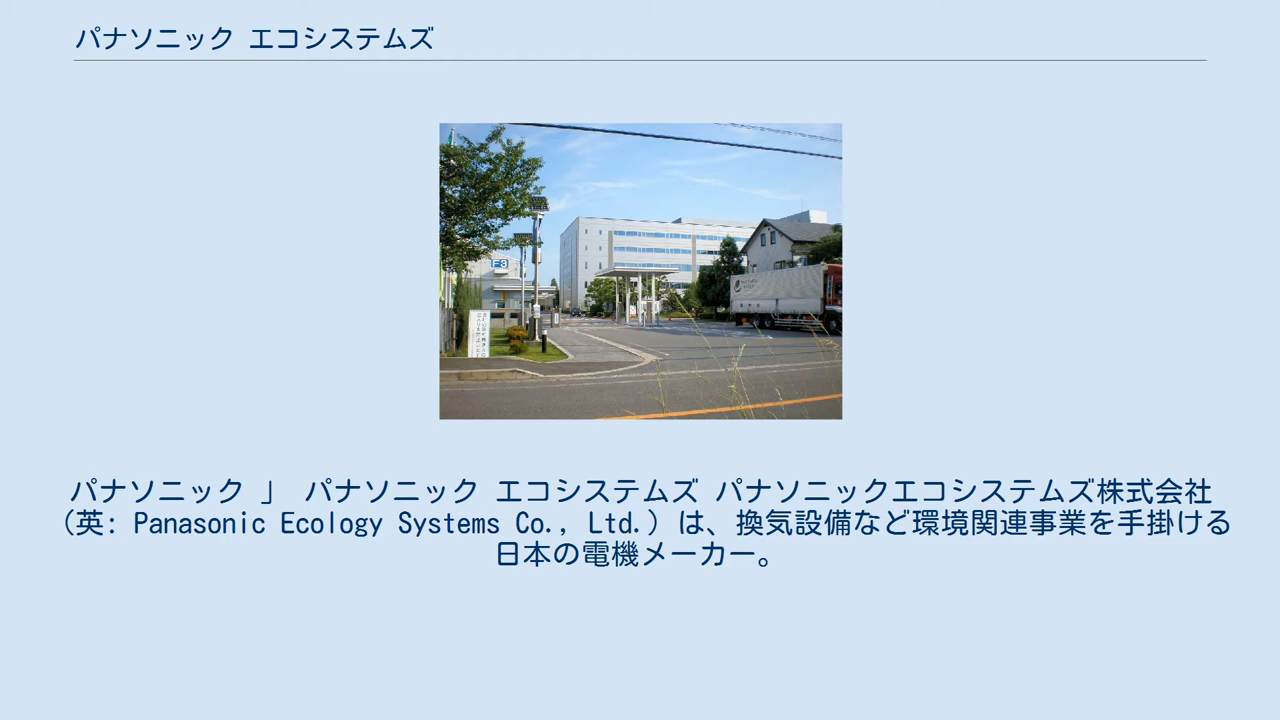 パナソニック エコシステムズ
F3
パナソニック 」 パナソニック エコシステムズ パナソニックエコシステムズ株式会社
（英: Panasonic Ecology Systems Co., Ltd.）は、換気設備など環境関連事業を手掛ける
日本の電機メーカー。